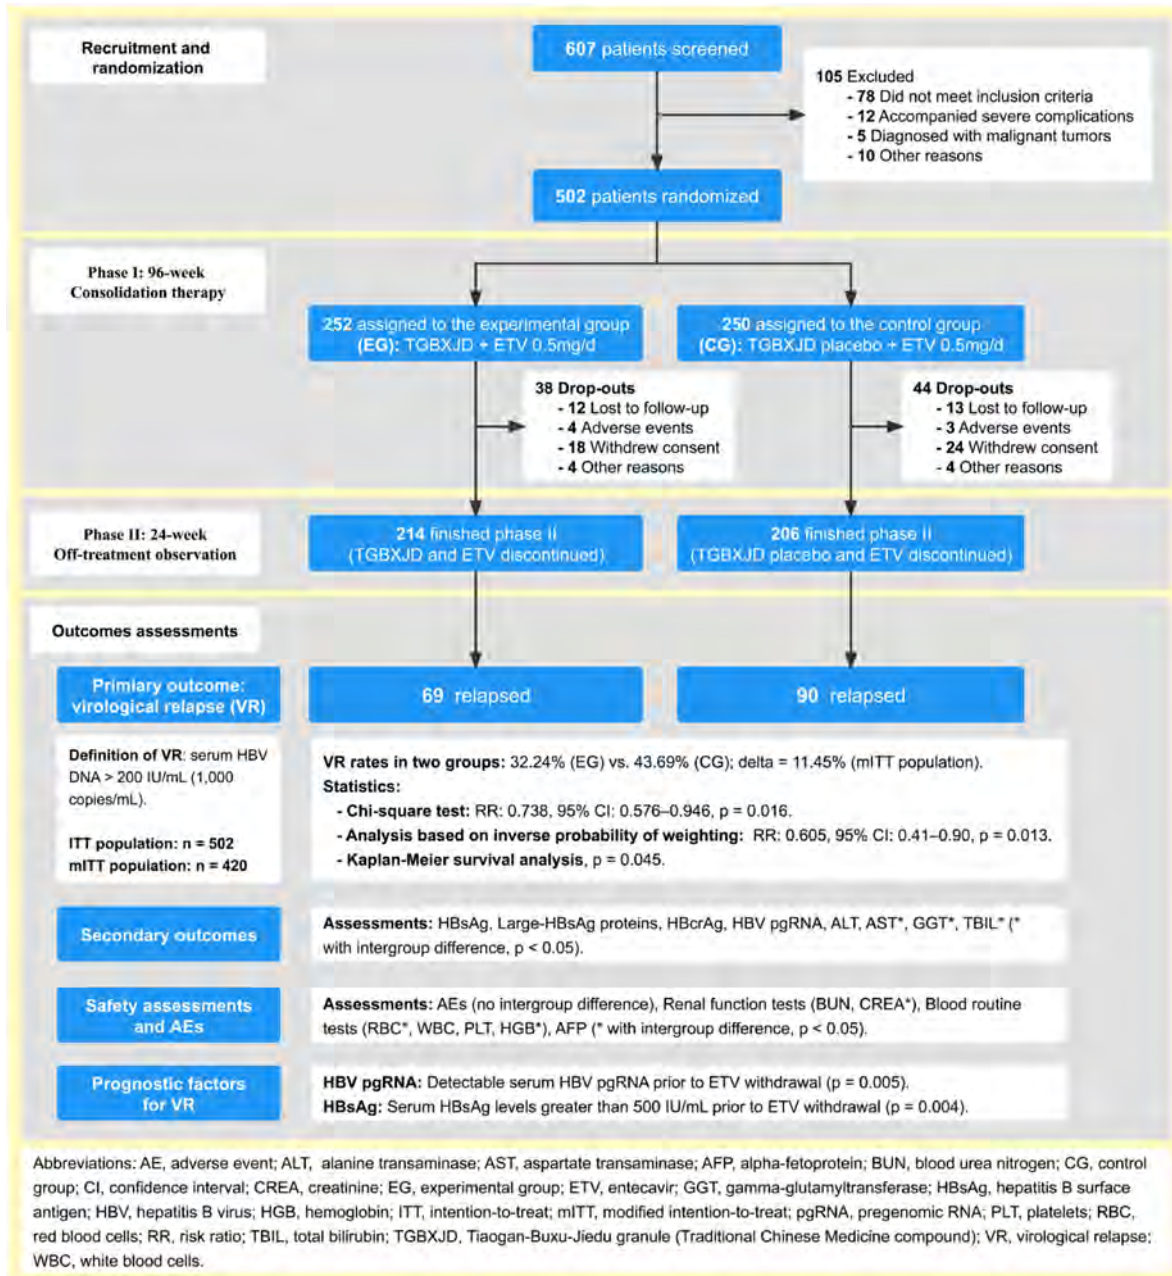 Recruitment and
randomization
607 patients screened
105 Excluded
- 78 Did not meet inclusion criteria
- 12 Accompanied severe complications
- 5 Diagnosed with malignant tumors
- 10 Other reasons
502 patients randomized
Phase I: 96-week
Consolidation therapy
252 assigned to the experimental group
(EG): TGBXJD + ETV 0.5mg/d
250 assigned to the control group
(CG): TGBXJD placebo + ETV 0.5mg/d
38 Drop-outs
- 12 Lost to follow-up
- 4 Adverse events
- 18 Withdrew consent
- 4 Other reasons
44 Drop-outs
- 13 Lost to follow-up
- 3 Adverse events
- 24 Withdrew consent
- 4 Other reasons
Phase II: 24-week
Off-treatment observation
214 finished phase II
(TGBXJD and ETV discontinued)
206 finished phase II
(TGBXJD placebo and ETV discontinued)
Outcomes assessments
Primiary outcome:
virological relapse (VR)
69 relapsed
90 relapsed
Definition of VR: serum HBV
DNA > 200 IU/mL (1,000
copies/mL).
ITT population: n = 502
mITT population: n = 420
VR rates in two groups: 32.24% (EG) vs. 43.69% (CG); delta = 11.45% (mITT population).
Statistics:
- Chi-square test: RR: 0.738, 95% CI: 0.576–0.946, p = 0.016.
- Analysis based on inverse probability of weighting: RR: 0.605, 95% CI: 0.41–0.90, p = 0.013.
- Kaplan-Meier survival analysis, p = 0.045.
Secondary outcomes
Assessments: HBsAg, Large-HBsAg proteins, HBcrAg, HBV pgRNA, ALT, AST*, GGT*, TBIL* (*
with intergroup difference, p < 0.05).
Safety assessments
and AEs
Assessments: AEs (no intergroup difference), Renal function tests (BUN, CREA*), Blood routine
tests (RBC*, WBC, PLT, HGB*), AFP (* with intergroup difference, p < 0.05).
Prognostic factors
for VR
HBV pgRNA: Detectable serum HBV pgRNA prior to ETV withdrawal (p = 0.005).
HBsAg: Serum HBsAg levels greater than 500 IU/mL prior to ETV withdrawal (p = 0.004).
Abbreviations: AE, adverse event; ALT, alanine transaminase; AST, aspartate transaminase; AFP, alpha-fetoprotein; BUN, blood urea nitrogen; CG, control
group; CI, confidence interval; CREA, creatinine; EG, experimental group; ETV, entecavir; GGT, gamma-glutamyltransferase; HBsAg, hepatitis B surface
antigen; HBV, hepatitis B virus; HGB, hemoglobin; ITT, intention-to-treat; mITT, modified intention-to-treat; pgRNA, pregenomic RNA; PLT, platelets; RBC,
red blood cells; RR, risk ratio; TBIL, total bilirubin; TGBXJD, Tiaogan-Buxu-Jiedu granule (Traditional Chinese Medicine compound); VR, virological relapse;
WBC, white blood cells.